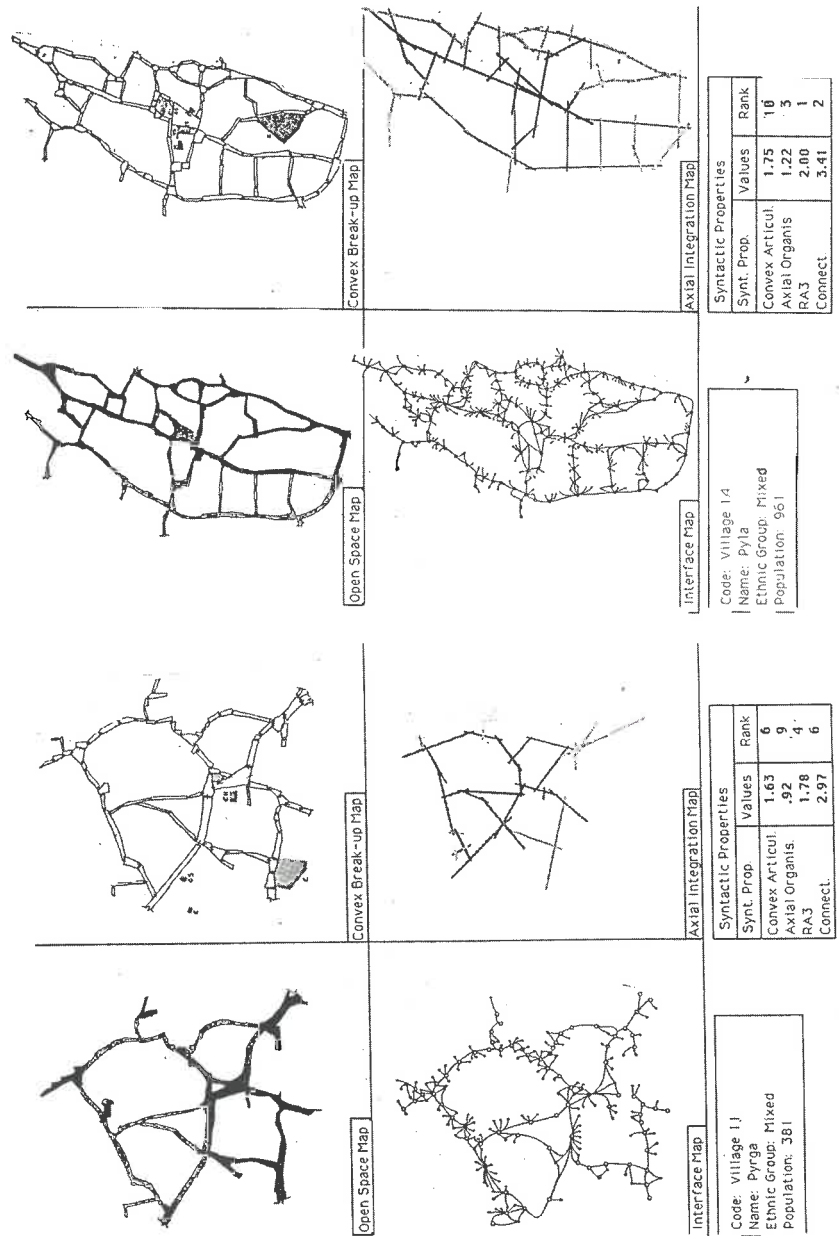 Open Space Map
Convex Break-up Map
Interface Map
Axial Integration Map
Code: Village 1.1
Name: Pyrga
Ethnic Group: Mixed
Population: 381
Syntactic Properties
Synt. Prop. Values Rank
Convex Articul. 1.63 6
Axial Organis. .92 9
RA3 1.78 4
Connect. 2.97 6
Open Space Map
Convex Break-up Map
Interface Map
Axial Integration Map
Code: Village 1.4
Name: Pyla
Ethnic Group: Mixed
Population: 961
Syntactic Properties
Synt. Prop. Values Rank
Convex Articul. 1.75
Axial Organis 1.22 3
RA3 2.00 1
Connect. 3.41 2